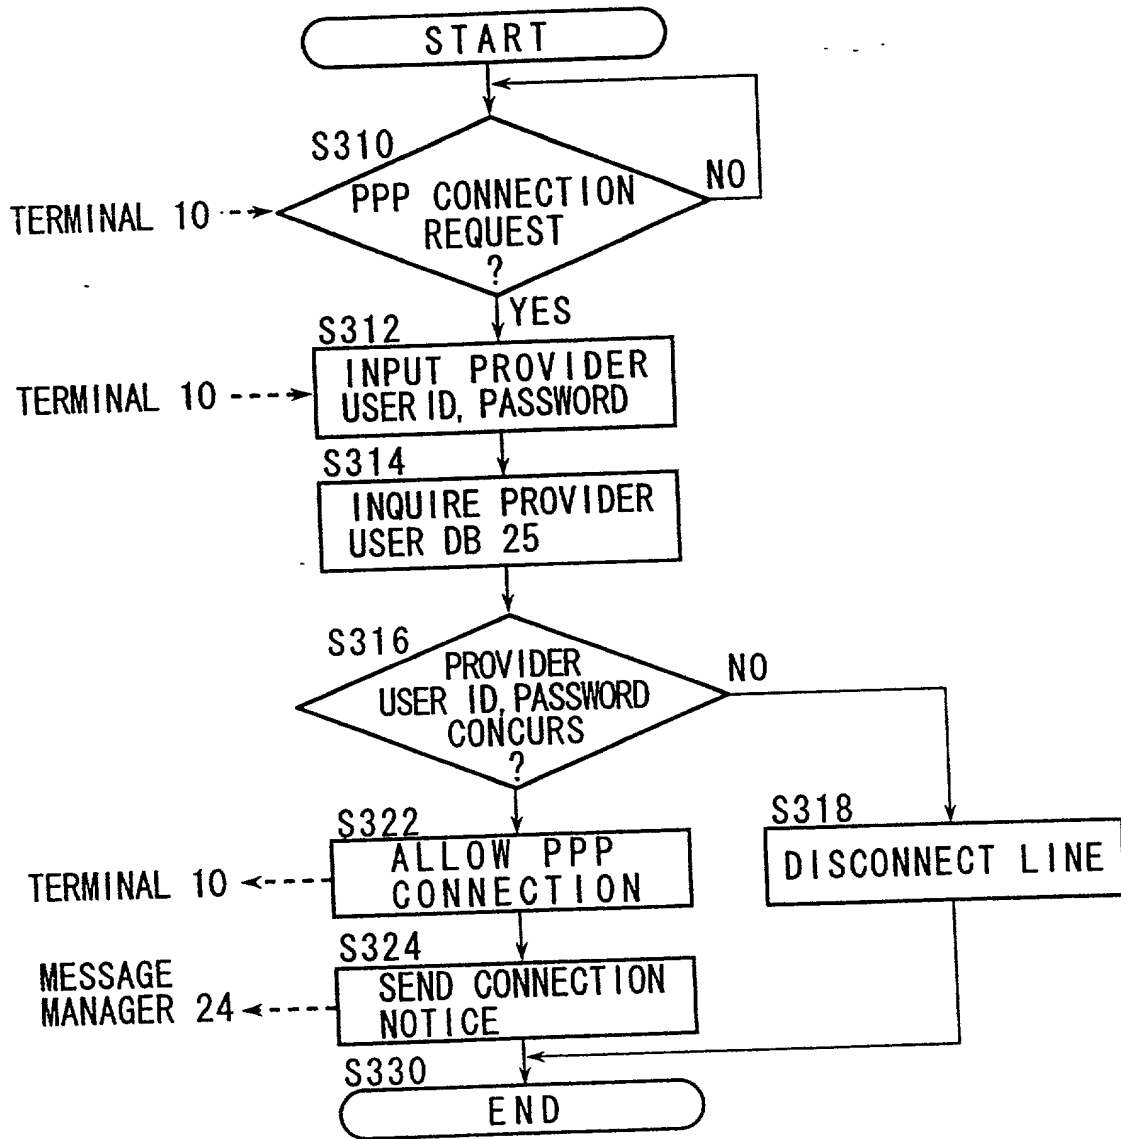 START
S310
PPP CONNECTION
REQUEST
?
NO
TERMINAL 10
YES
S312
INPUT PROVIDER
USER ID, PASSWORD
TERMINAL 10
S314
INQUIRE PROVIDER
USER DB 25
S316
PROVIDER
USER ID, PASSWORD
CONCURS
?
NO
S322
ALLOW PPP
CONNECTION
TERMINAL 10
S318
DISCONNECT LINE
S324
SEND CONNECTION
NOTICE
MESSAGE
MANAGER 24
S330
END